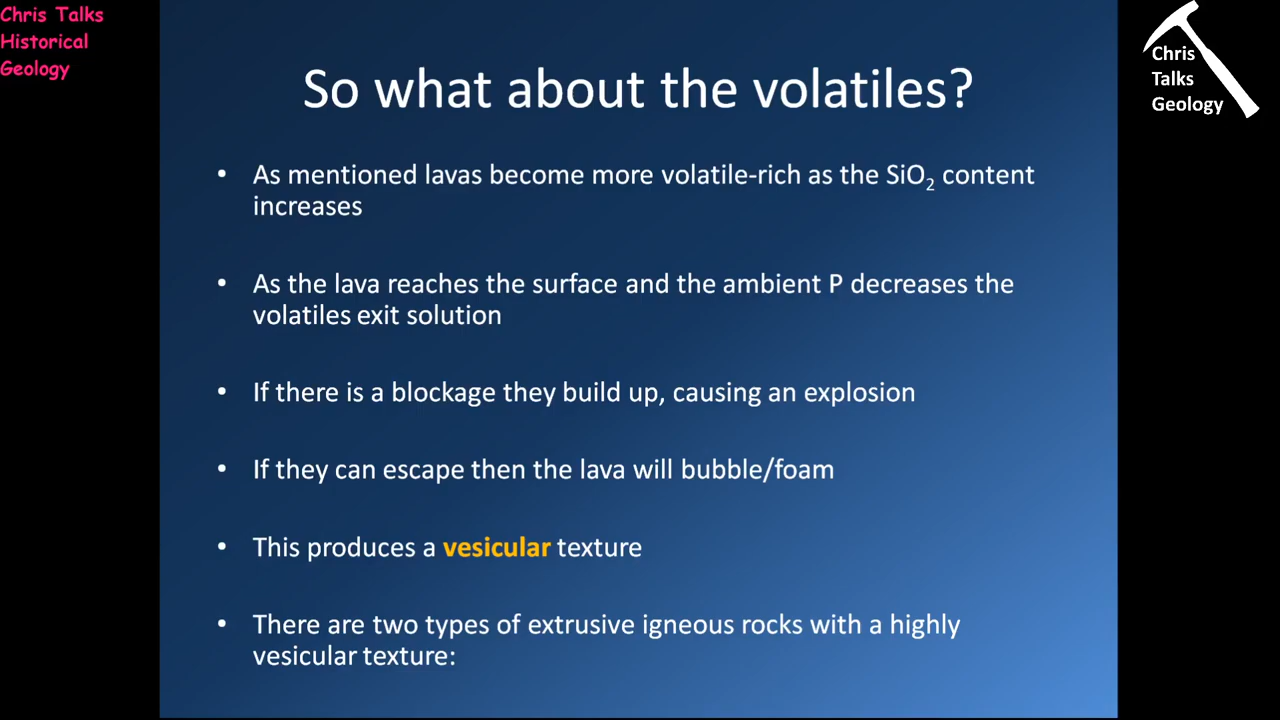 Chris Talks
Historical
Geology
Chris
Talks
Geology
So what about the volatiles?
• As mentioned lavas become more volatile-rich as the SiO₂ content
increases
• As the lava reaches the surface and the ambient P decreases the
volatiles exit solution
• If there is a blockage they build up, causing an explosion
• If they can escape then the lava will bubble/foam
• This produces a vesicular texture
• There are two types of extrusive igneous rocks with a highly
vesicular texture: